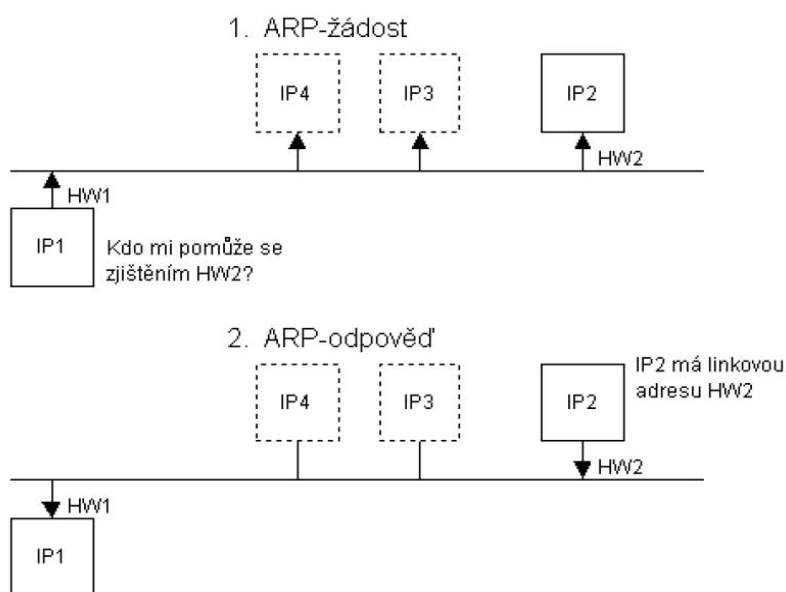 1. ARP-žádost
IP4
IP3
IP2
HW2
HW1
IP1
Kdo mi pomůže se
zjištěním HW2?
2. ARP-odpověď
IP2 má linkovou
adresu HW2
IP4
IP3
IP2
HW2
HW1
IP1